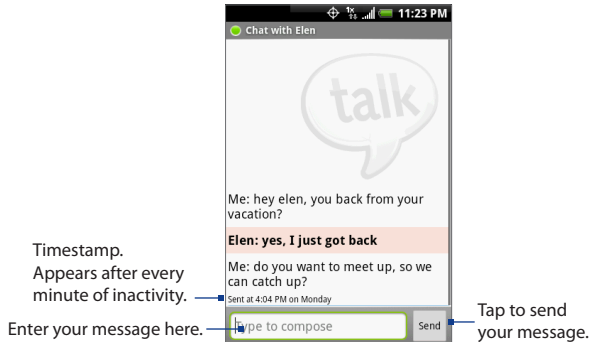 1x 11:23 PM
Chat with Elen
talk
Me: hey elen, you back from your
vacation?
Elen: yes, I just got back
Me: do you want to meet up, so we
can catch up?
Sent at 4:04 PM on Monday
Type to compose
Send
Timestamp.
Appears after every
minute of inactivity.
Enter your message here.
Tap to send
your message.